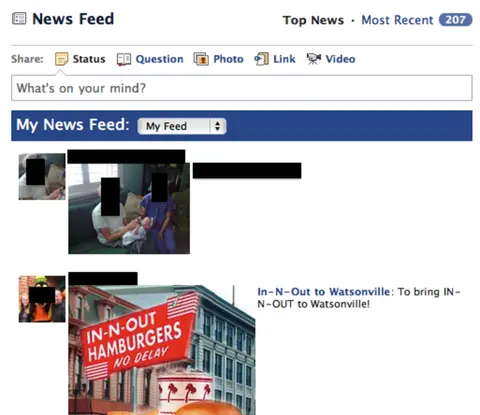 News Feed
Top News · Most Recent 207
Share: Status Question Photo Link Video
What's on your mind?
My News Feed: My Feed
In-N-Out to Watsonville: To bring IN-
N-OUT to Watsonville!
IN-N-OUT
HAMBURGERS
NO DELAY